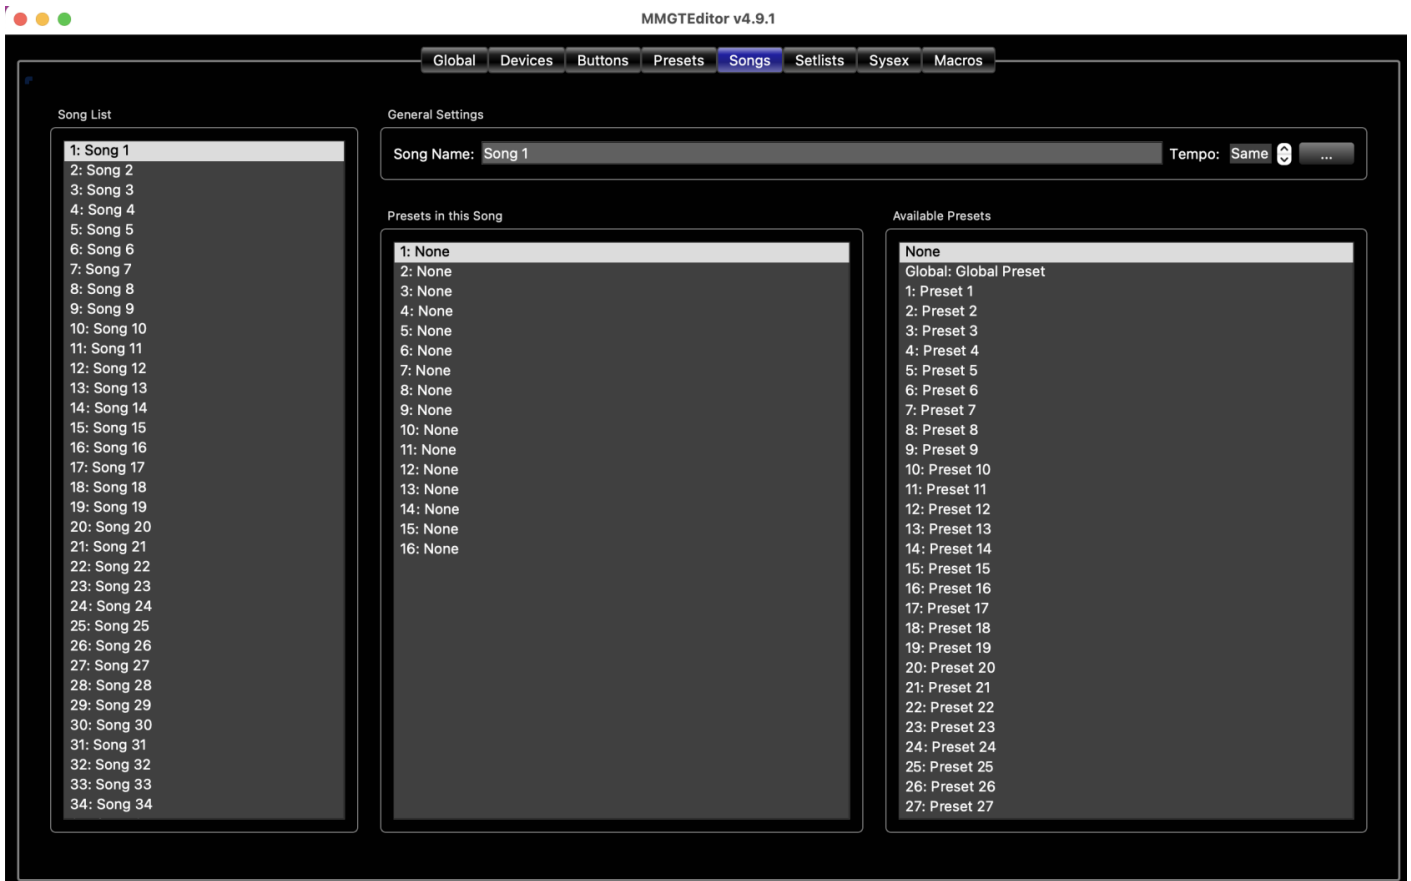 MMGTEditor v4.9.1
Global Devices Buttons Presets Songs Setlists Sysex Macros
Song List
1: Song 1
2: Song 2
3: Song 3
4: Song 4
5: Song 5
6: Song 6
7: Song 7
8: Song 8
9: Song 9
10: Song 10
11: Song 11
12: Song 12
13: Song 13
14: Song 14
15: Song 15
16: Song 16
17: Song 17
18: Song 18
19: Song 19
20: Song 20
21: Song 21
22: Song 22
23: Song 23
24: Song 24
25: Song 25
26: Song 26
27: Song 27
28: Song 28
29: Song 29
30: Song 30
31: Song 31
32: Song 32
33: Song 33
34: Song 34
General Settings
Song Name: Song 1 Tempo: Same ...
Presets in this Song
1: None
2: None
3: None
4: None
5: None
6: None
7: None
8: None
9: None
10: None
11: None
12: None
13: None
14: None
15: None
16: None
Available Presets
None
Global: Global Preset
1: Preset 1
2: Preset 2
3: Preset 3
4: Preset 4
5: Preset 5
6: Preset 6
7: Preset 7
8: Preset 8
9: Preset 9
10: Preset 10
11: Preset 11
12: Preset 12
13: Preset 13
14: Preset 14
15: Preset 15
16: Preset 16
17: Preset 17
18: Preset 18
19: Preset 19
20: Preset 20
21: Preset 21
22: Preset 22
23: Preset 23
24: Preset 24
25: Preset 25
26: Preset 26
27: Preset 27